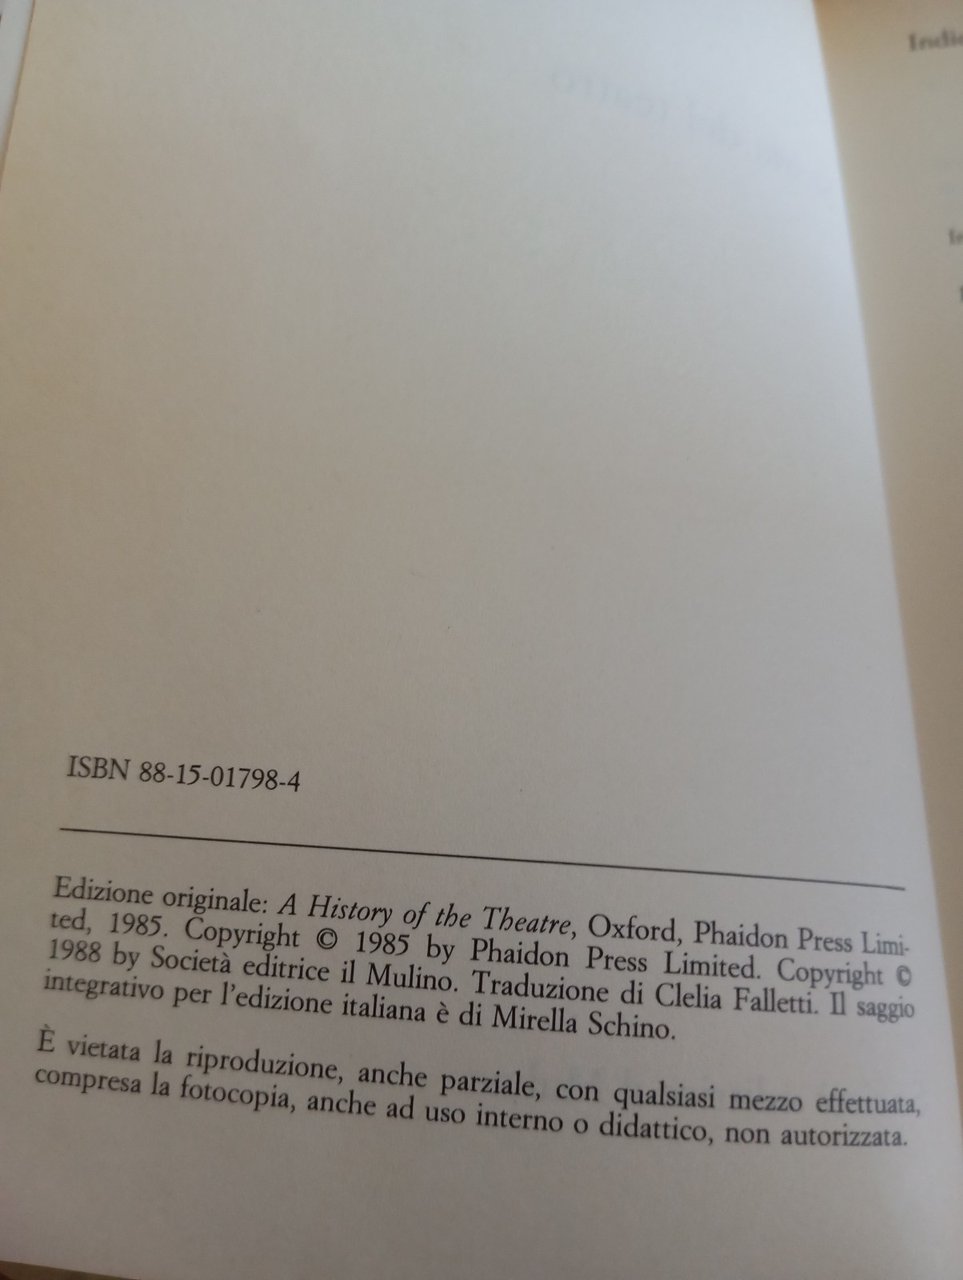 Indic
ISBN 88-15-01798-4
Edizione originale: A History of the Theatre, Oxford, Phaidon Press Limi-
ted, 1985. Copyright © 1985 by Phaidon Press Limited. Copyright ©
1988 by Società editrice il Mulino. Traduzione di Clelia Falletti. Il saggio
integrativo per l'edizione italiana è di Mirella Schino.
È vietata la riproduzione, anche parziale, con qualsiasi mezzo effettuata,
compresa la fotocopia, anche ad uso interno o didattico, non autorizzata.